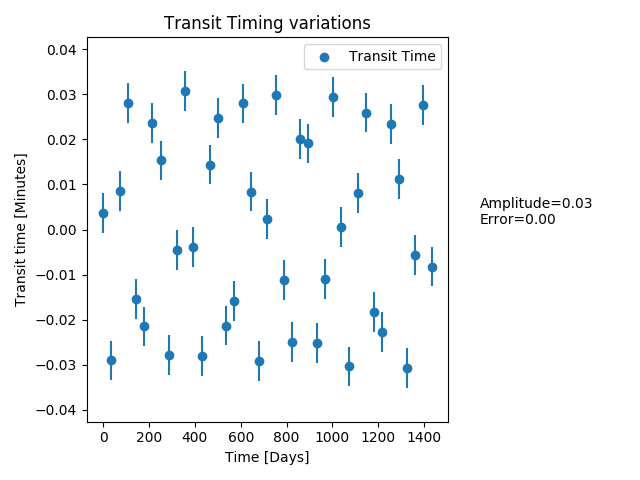 Transit Timing variations
Transit Time
Transit time [Minutes]
0.04
0.03
0.02
0.01
0.00
−0.01
−0.02
−0.03
−0.04
Amplitude=0.03
Error=0.00
0 200 400 600 800 1000 1200 1400
Time [Days]